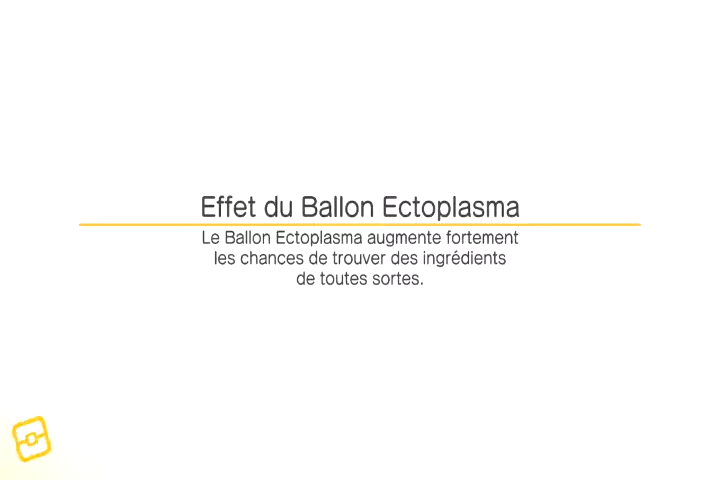 Effet du Ballon Ectoplasma
Le Ballon Ectoplasma augmente fortement
les chances de trouver des ingrédients
de toutes sortes.